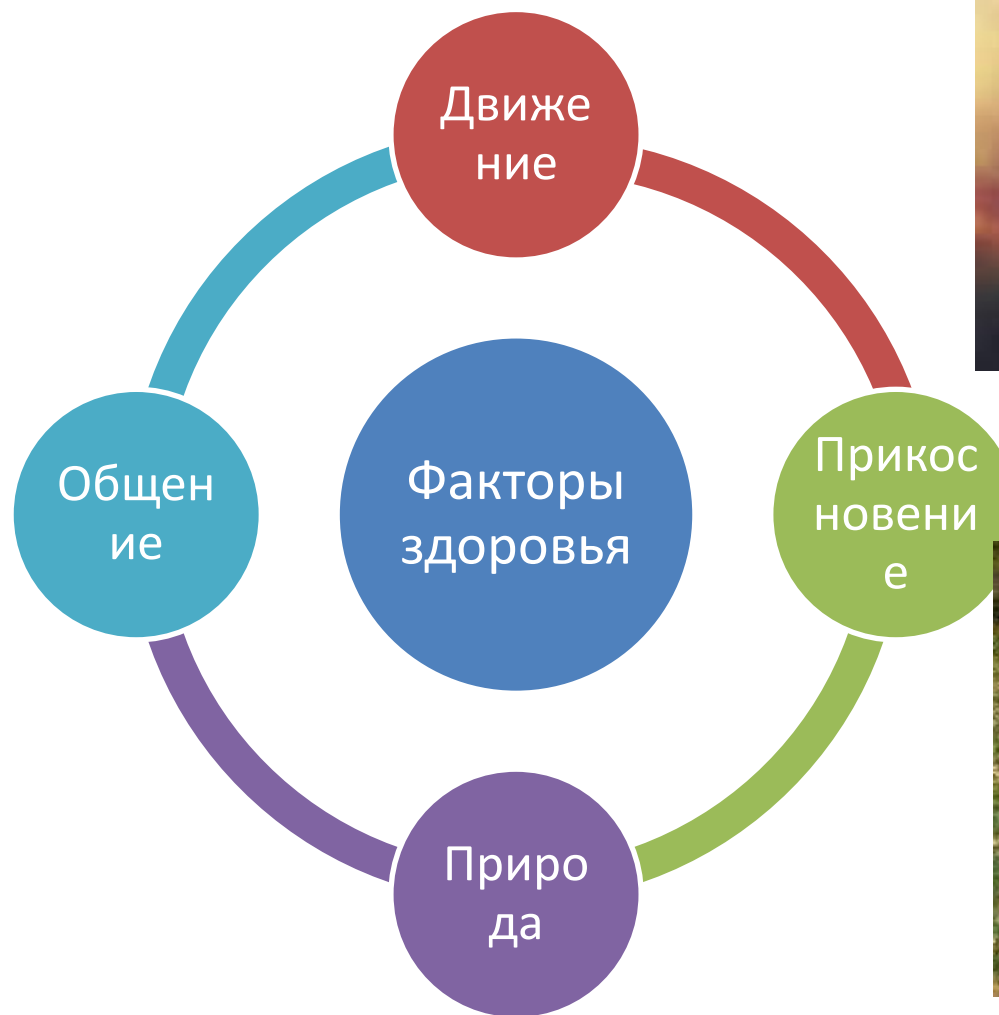 Движе
ние
Прикос
новени
е
Факторы
здоровья
Общен
ие
Приро
да